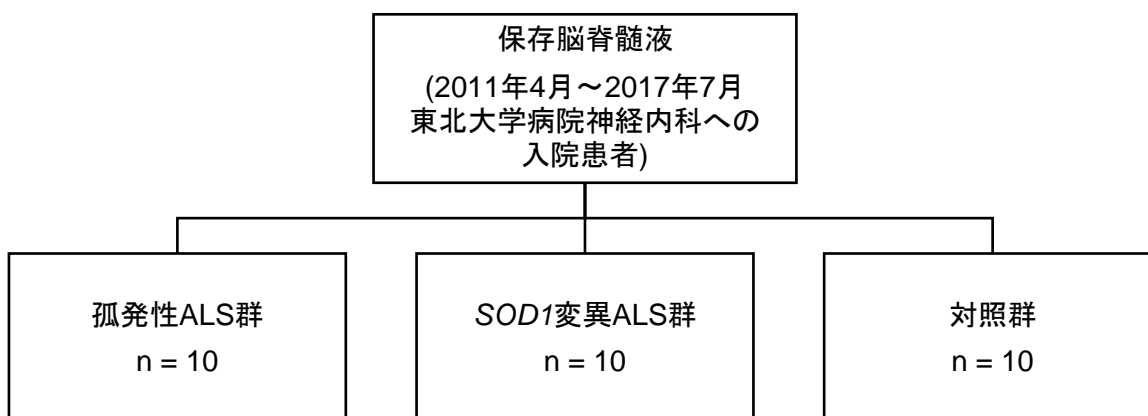 保存脳脊髄液
(2011年4月～2017年7月
東北大学病院神経内科への
入院患者)
孤発性ALS群
n = 10
SOD1変異ALS群
n = 10
対照群
n = 10